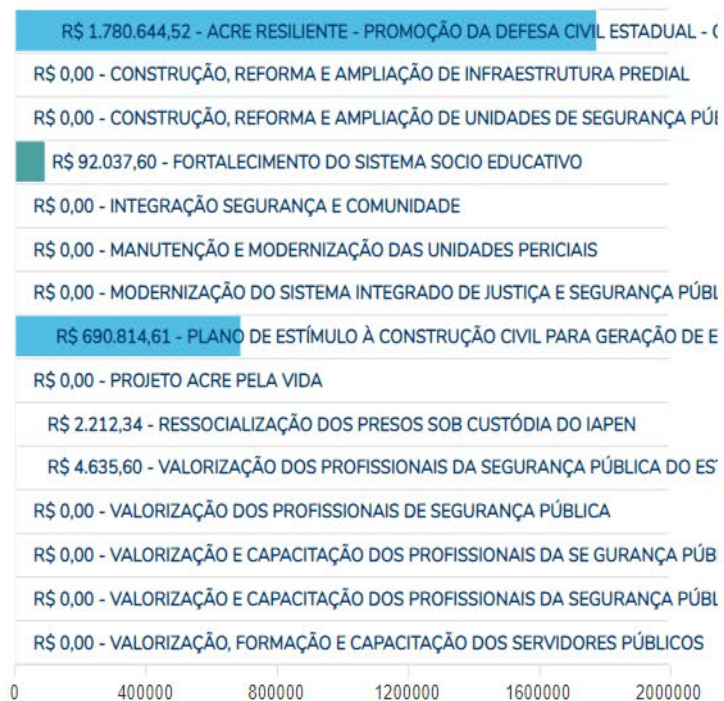 R$ 1.780.644,52 - ACRE RESILIENTE - PROMOÇÃO DA DEFESA CIVIL ESTADUAL -
R$ 0,00 - CONSTRUÇÃO, REFORMA E AMPLIAÇÃO DE INFRAESTRUTURA PREDIAL
R$ 0,00 - CONSTRUÇÃO, REFORMA E AMPLIAÇÃO DE UNIDADES DE SEGURANÇA PÚ
R$ 92.037,60 - FORTALECIMENTO DO SISTEMA SOCIO EDUCATIVO
R$ 0,00 - INTEGRAÇÃO SEGURANÇA E COMUNIDADE
R$ 0,00 - MANUTENÇÃO E MODERNIZAÇÃO DAS UNIDADES PERICIAIS
R$ 0,00 - MODERNIZAÇÃO DO SISTEMA INTEGRADO DE JUSTIÇA E SEGURANÇA PÚBL
R$ 690.814,61 - PLANO DE ESTÍMULO À CONSTRUÇÃO CIVIL PARA GERAÇÃO DE E
R$ 0,00 - PROJETO ACRE PELA VIDA
R$ 2.212,34 - RESSOCIALIZAÇÃO DOS PRESOS SOB CUSTÓDIA DO IAPEN
R$ 4.635,60 - VALORIZAÇÃO DOS PROFISSIONAIS DA SEGURANÇA PÚBLICA DO ES
R$ 0,00 - VALORIZAÇÃO DOS PROFISSIONAIS DE SEGURANÇA PÚBLICA
R$ 0,00 - VALORIZAÇÃO E CAPACITAÇÃO DOS PROFISSIONAIS DA SE GURANÇA PÚB
R$ 0,00 - VALORIZAÇÃO E CAPACITAÇÃO DOS PROFISSIONAIS DA SEGURANÇA PÚBL
R$ 0,00 - VALORIZAÇÃO, FORMAÇÃO E CAPACITAÇÃO DOS SERVIDORES PÚBLICOS
0 400000 800000 1200000 1600000 2000000